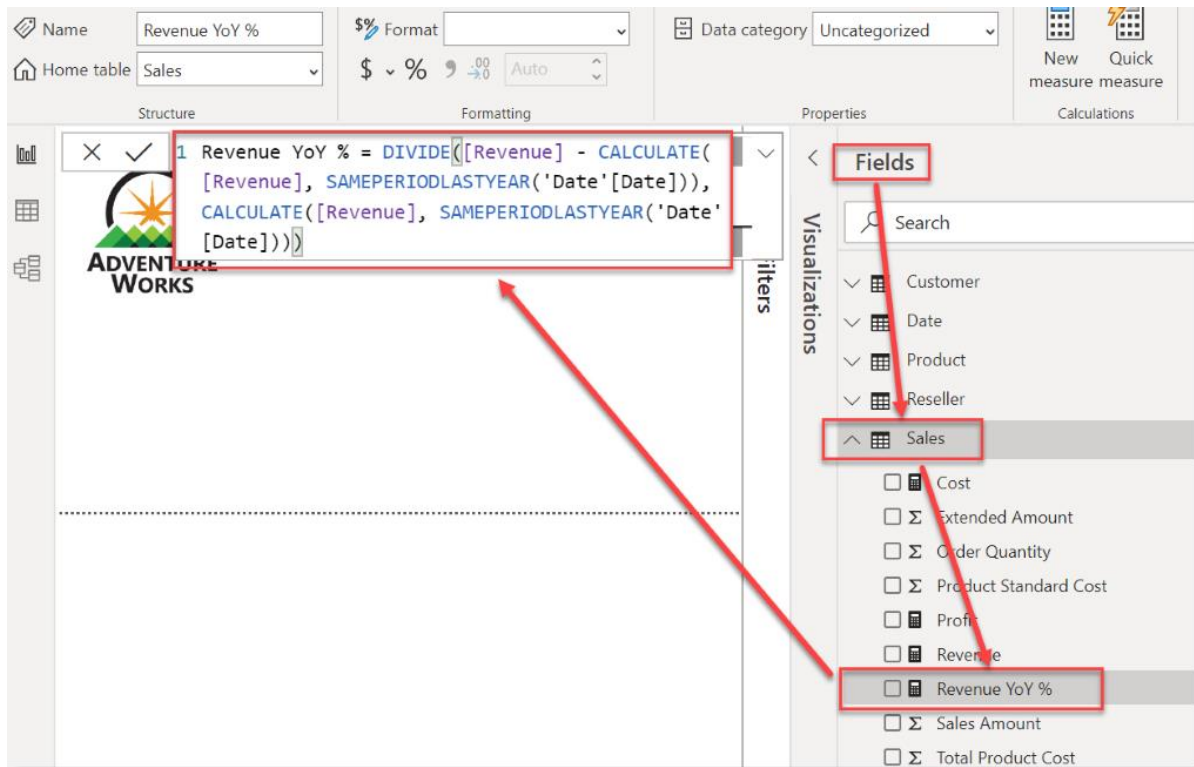 Name
Revenue YoY %
Format
Data category
Uncategorized
New measure
Quick measure
Home table
Sales
$
%
Auto
Structure
Formatting
Properties
Calculations
1 Revenue YoY % = DIVIDE([Revenue] - CALCULATE(
[Revenue], SAMEPERIODLASTYEAR('Date'[Date])),
CALCULATE([Revenue], SAMEPERIODLASTYEAR('Date'
[Date])))
ADVENTURE
WORKS
Filters
Visualizations
Fields
Search
Customer
Date
Product
Reseller
Sales
Cost
Extended Amount
Order Quantity
Product Standard Cost
Profit
Revenue
Revenue YoY %
Sales Amount
Total Product Cost